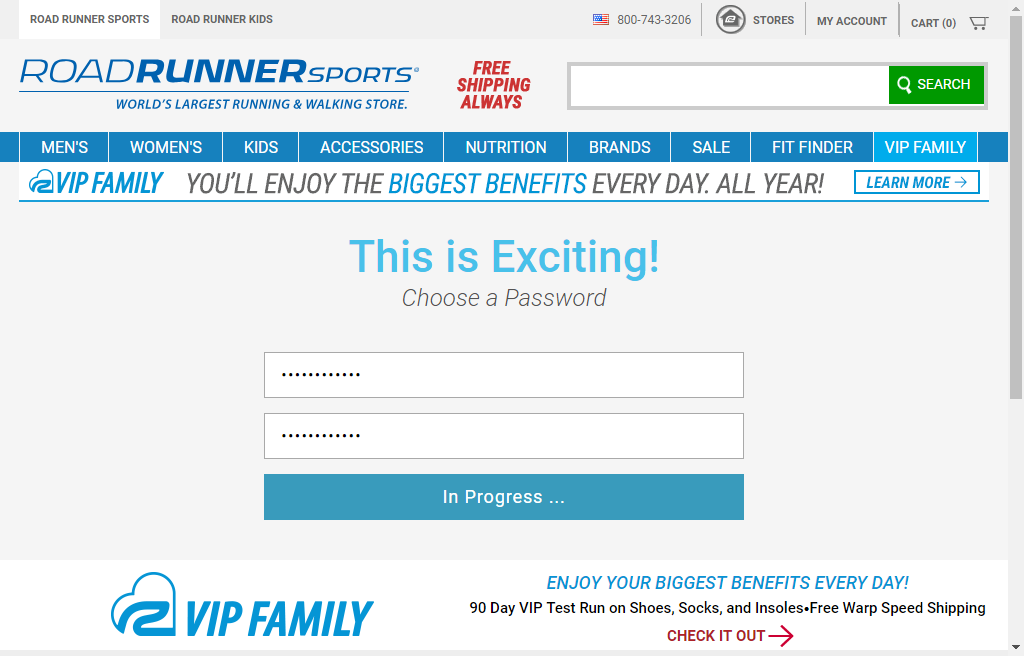 ROAD RUNNER SPORTS ROAD RUNNER KIDS 800-743-3206 STORES MY ACCOUNT CART (0)
ROADRUNNERSPORTS®
WORLD'S LARGEST RUNNING & WALKING STORE.
FREE
SHIPPING
ALWAYS
SEARCH
MEN'S WOMEN'S KIDS ACCESSORIES NUTRITION BRANDS SALE FIT FINDER VIP FAMILY
VIP FAMILY YOU'LL ENJOY THE BIGGEST BENEFITS EVERY DAY. ALL YEAR! LEARN MORE →
This is Exciting!
Choose a Password
••••••••••••
••••••••••••
In Progress ...
VIP FAMILY
ENJOY YOUR BIGGEST BENEFITS EVERY DAY!
90 Day VIP Test Run on Shoes, Socks, and Insoles•Free Warp Speed Shipping
CHECK IT OUT →